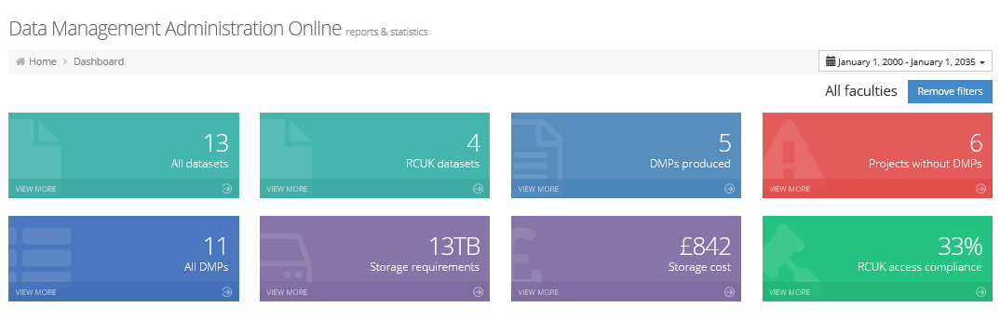 Data Management Administration Online reports & statistics
Home > Dashboard
January 1, 2000 - January 1, 2035
All faculties Remove filters
13
All datasets
VIEW MORE
4
RCUK datasets
VIEW MORE
5
DMPs produced
VIEW MORE
6
Projects without DMPs
VIEW MORE
11
All DMPs
VIEW MORE
13TB
Storage requirements
VIEW MORE
£842
Storage cost
VIEW MORE
33%
RCUK access compliance
VIEW MORE